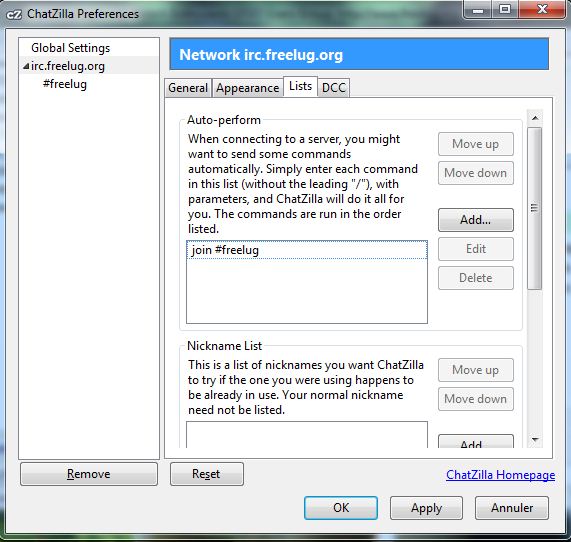 cz ChatZilla Preferences
Global Settings
irc.freelug.org
#freelug
Network irc.freelug.org
General Appearance Lists DCC
Auto-perform
When connecting to a server, you might
want to send some commands
automatically. Simply enter each command
in this list (without the leading "/"), with
parameters, and ChatZilla will do it all for
you. The commands are run in the order
listed.
Move up
Move down
Add...
join #freelug
Edit
Delete
Nickname List
This is a list of nicknames you want ChatZilla
to try if the one you were using happens to
be already in use. Your normal nickname
need not be listed.
Move up
Move down
Add...
Remove
Reset
ChatZilla Homepage
OK
Apply
Annuler